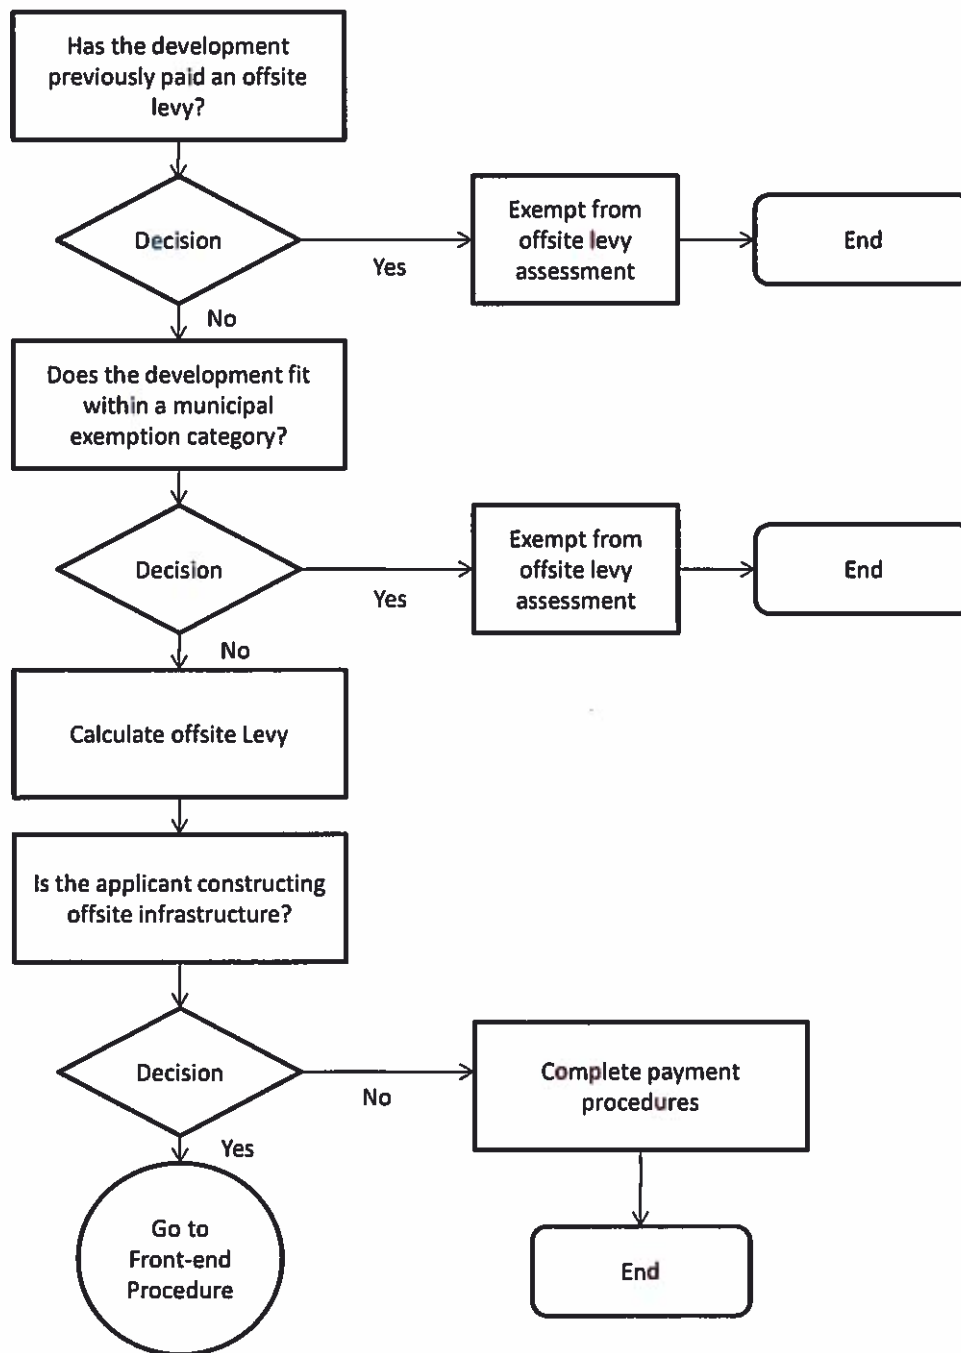 Has the development
previously paid an offsite
levy?
Decision
Yes
Exempt from
offsite levy
assessment
End
No
Does the development fit
within a municipal
exemption category?
Decision
Yes
Exempt from
offsite levy
assessment
End
No
Calculate offsite Levy
Is the applicant constructing
offsite infrastructure?
Decision
No
Complete payment
procedures
Yes
Go to
Front-end
Procedure
End